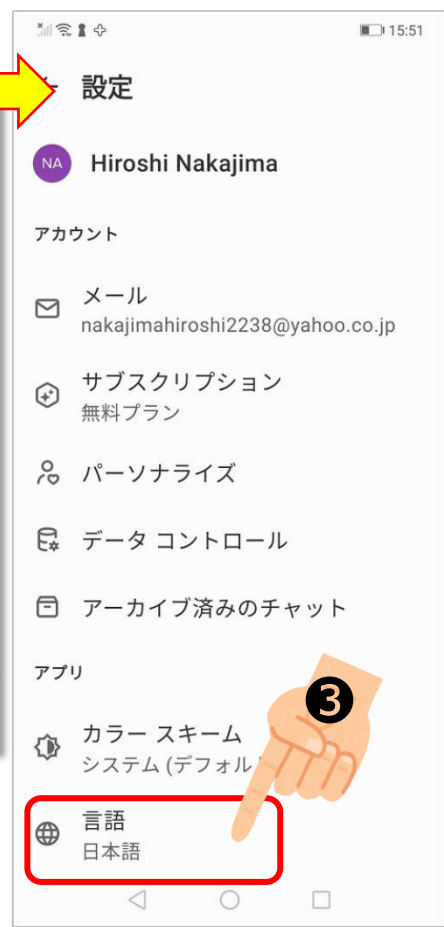 15:51
設定
NA
Hiroshi Nakajima
アカウント
メール
nakajimahiroshi2238@yahoo.co.jp
サブスクリプション
無料プラン
パーソナライズ
データ コントロール
アーカイブ済みのチャット
アプリ
❸
カラー スキーム
システム (デフォル
言語
日本語